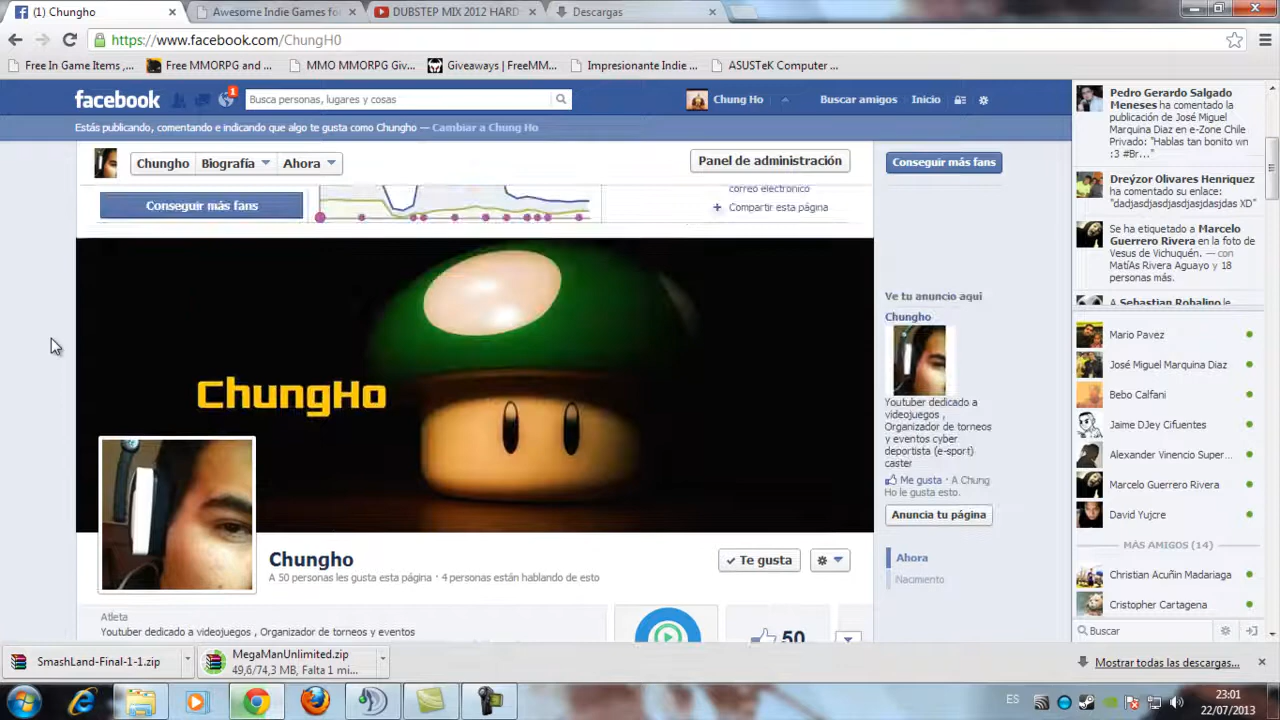 (1) Chungho
Awesome Indie Games fo
DUBSTEP MIX 2012 HARD
Descargas
https://www.facebook.com/ChungH0
Free In Game Items ,...
Free MMORPG and ...
MMO MMORPG Giv...
Giveaways | FreeMM...
Impresionante Indie ...
ASUSTeK Computer ...
facebook
1
Busca personas, lugares y cosas
Chung Ho
Buscar amigos
Inicio
Estás publicando, comentando e indicando que algo te gusta como Chungho — Cambiar a Chung Ho
Chungho
Biografía
Ahora
Panel de administración
Conseguir más fans
Conseguir más fans
correo electrónico
+ Compartir esta página
ChungHo
Chungho
A 50 personas les gusta esta página · 4 personas están hablando de esto
Te gusta
Atleta
Youtuber dedicado a videojuegos , Organizador de torneos y eventos
50
Ve tu anuncio aquí
Chungho
Youtuber dedicado a
videojuegos ,
Organizador de torneos
y eventos cyber
deportista (e-sport)
caster
Me gusta · A Chung
Ho le gusta esto.
Anuncia tu página
Ahora
Nacimiento
Pedro Gerardo Salgado
Meneses ha comentado la
publicación de José Miguel
Marquina Diaz en e-Zone Chile
Privado: "Hablas tan bonito wn
:3 #Br..."
Dreýzor Olivares Henriquez
ha comentado su enlace:
"dadjasdjasdjasdjasjdas XD"
Se ha etiquetado a Marcelo
Guerrero Rivera en la foto de
Vesus de Vichuquén. — con
MatíAs Rivera Aguayo y 18
personas más.
A Sebastian Robalino le
Mario Pavez
José Miguel Marquina Diaz
Bebo Calfani
Jaime DJey Cifuentes
Alexander Vinencio Super...
Marcelo Guerrero Rivera
David Yujcre
MÁS AMIGOS (14)
Christian Acuñin Madariaga
Cristopher Cartagena
Buscar
SmashLand-Final-1-1.zip
MegaManUnlimited.zip
49,6/74,3 MB, Falta 1 mi...
Mostrar todas las descargas...
ES
23:01
22/07/2013